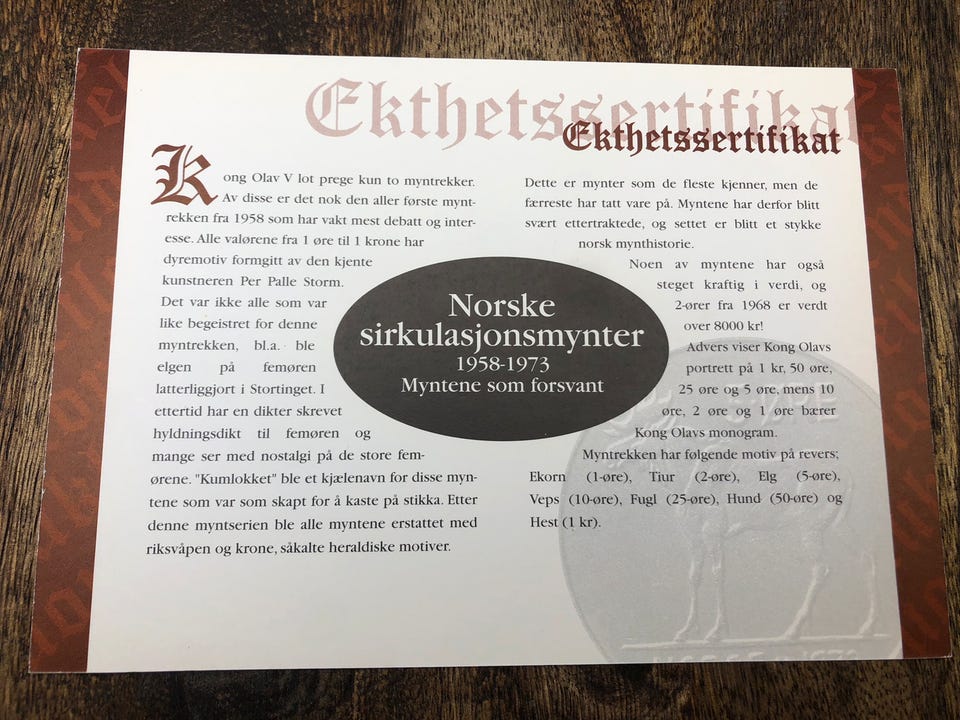 Ekthetssertifikat
Ekthetssertifikat
Kong Olav V lot prege kun to myntrekker.
Av disse er det nok den aller første mynt-
rekken fra 1958 som har vakt mest debatt og inter-
esse. Alle valørene fra 1 øre til 1 krone har
dyremotiv formgitt av den kjente
kunstneren Per Palle Storm.
Det var ikke alle som var
like begeistret for denne
myntrekken, bl.a. ble
elgen på femøren
latterliggjort i Stortinget. I
ettertid har en dikter skrevet
hyldningsdikt til femøren og
mange ser med nostalgi på de store fem-
ørene. "Kumlokket" ble et kjælenavn for disse myn-
tene som var som skapt for å kaste på stikka. Etter
denne myntserien ble alle myntene erstattet med
riksvåpen og krone, såkalte heraldiske motiver.
Norske
sirkulasjonsmynter
1958-1973
Myntene som forsvant
Dette er mynter som de fleste kjenner, men de
færreste har tatt vare på. Myntene har derfor blitt
svært ettertraktede, og settet er blitt et stykke
norsk mynthistorie.
Noen av myntene har også
steget kraftig i verdi, og
2-ører fra 1968 er verdt
over 8000 kr!
Advers viser Kong Olavs
portrett på 1 kr, 50 øre,
25 øre og 5 øre, mens 10
øre, 2 øre og 1 øre bærer
Kong Olavs monogram.
Myntrekken har følgende motiv på revers;
Ekorn (1-øre), Tiur (2-øre), Elg (5-øre),
Veps (10-øre), Fugl (25-øre), Hund (50-øre) og
Hest (1 kr).